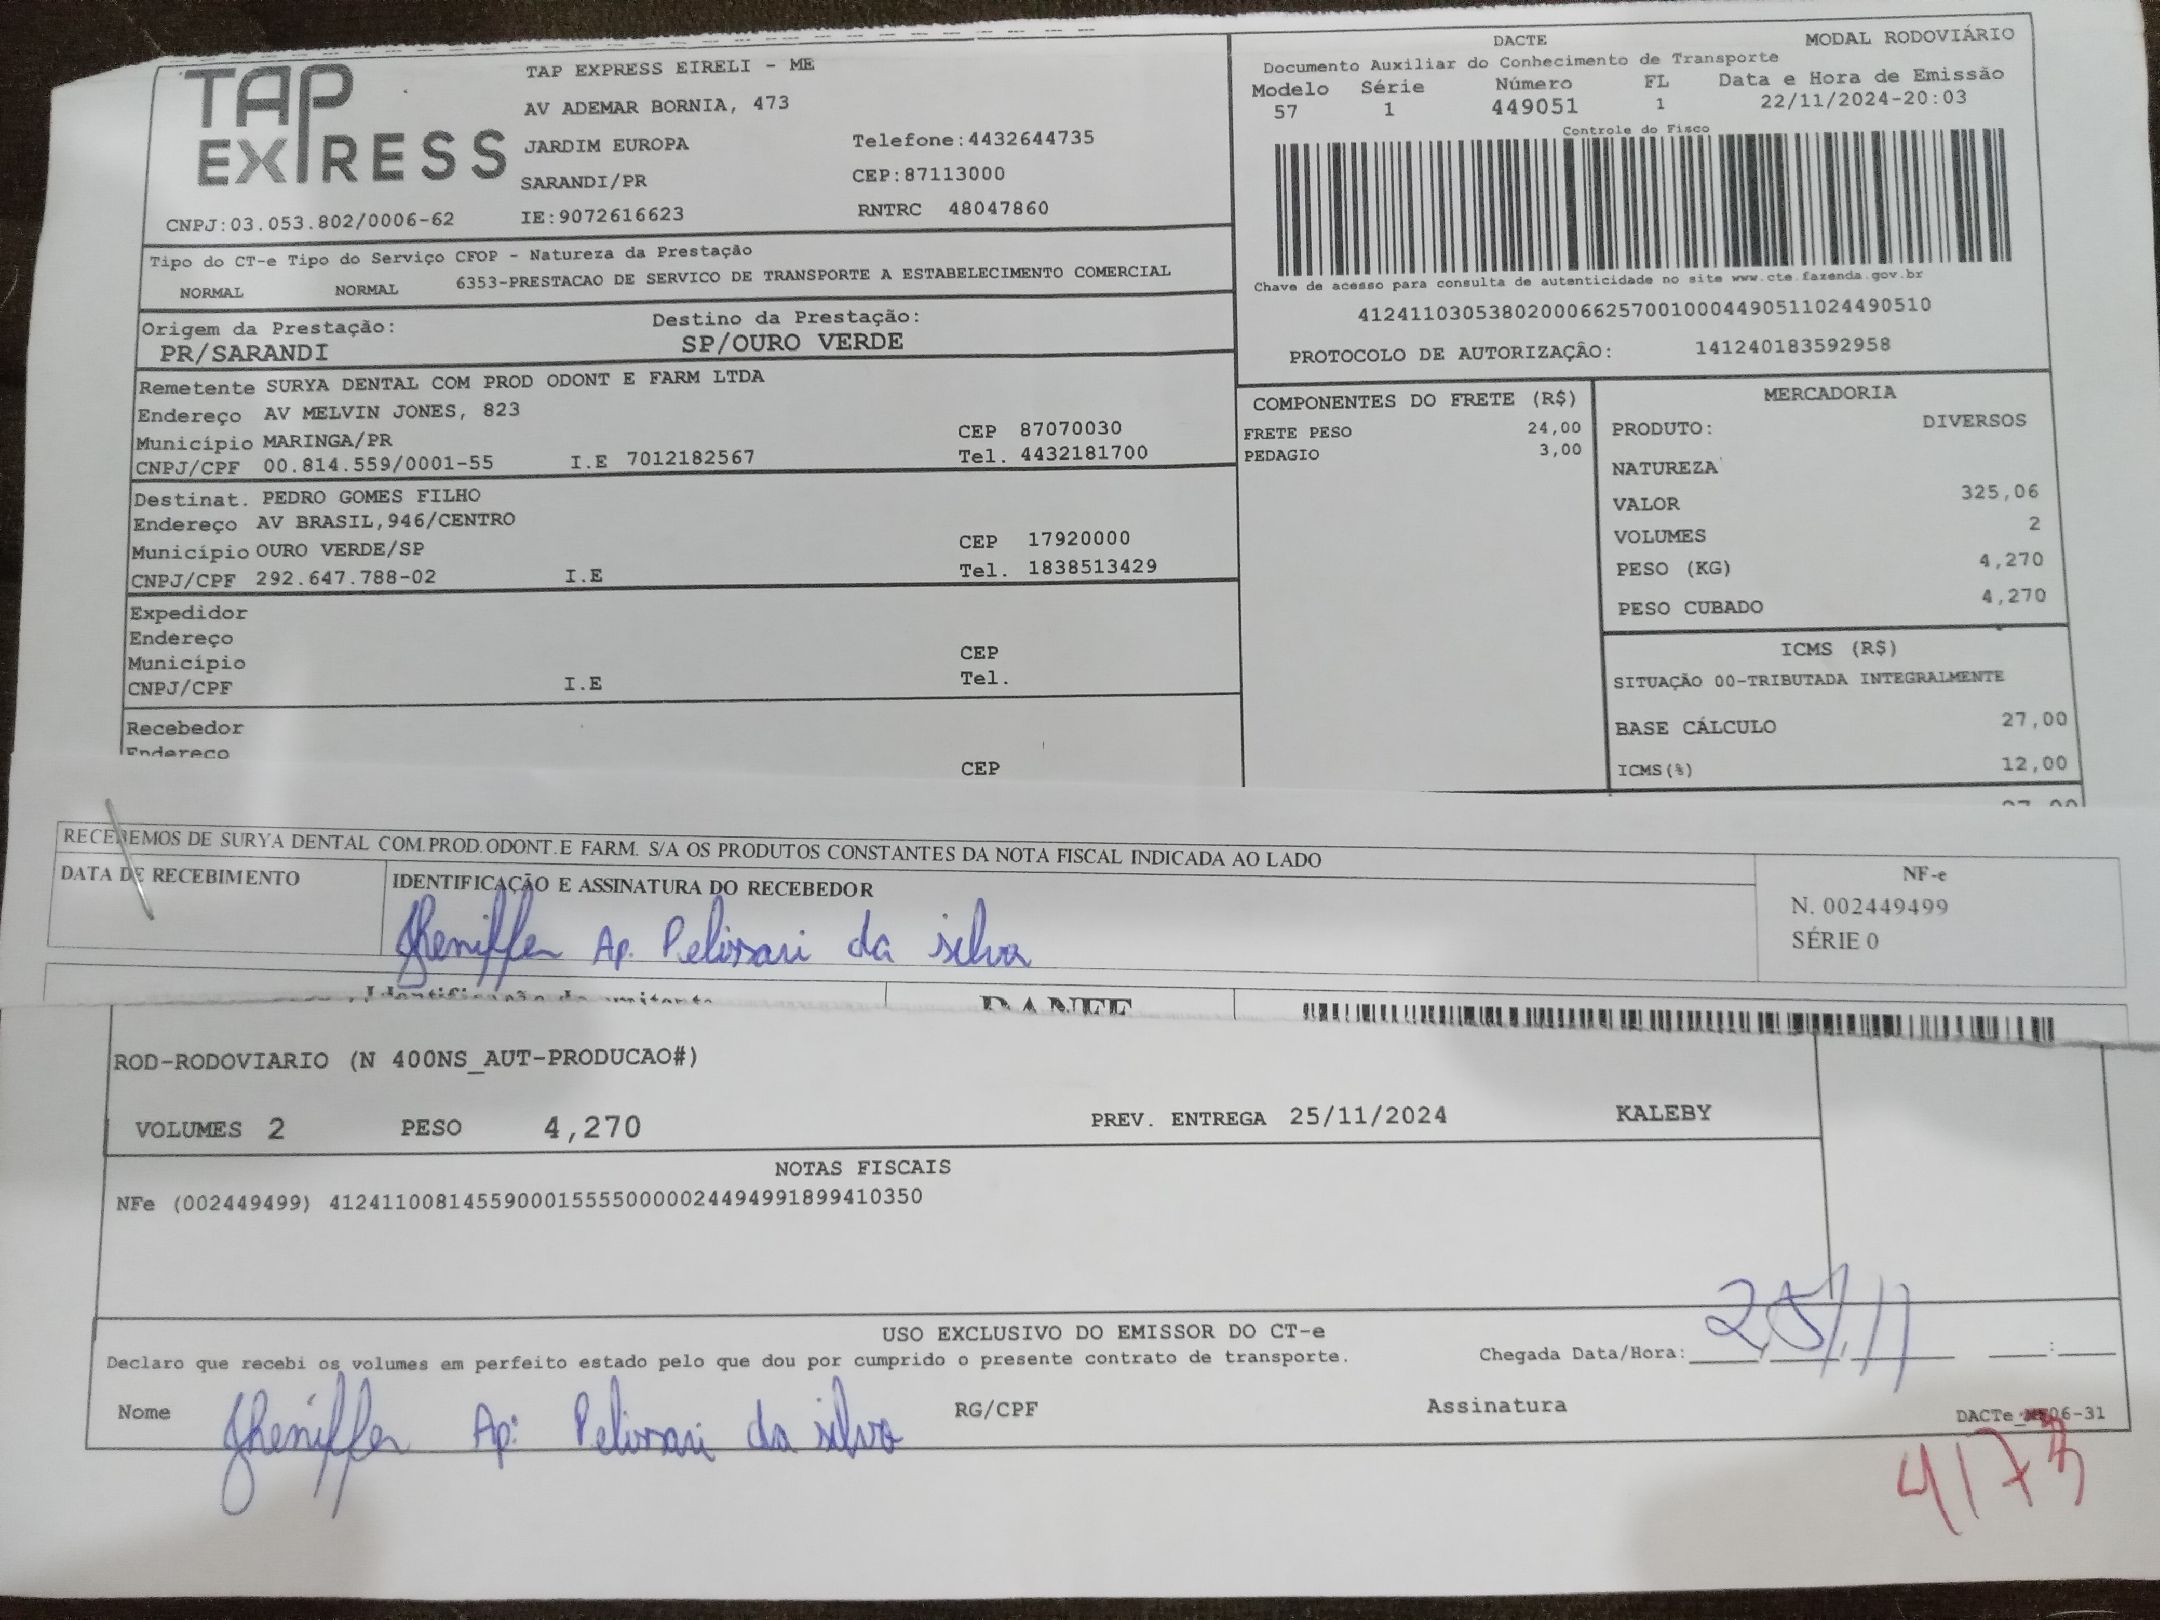 TAP EXPRESS
TAP EXPRESS EIRELI - ME
AV ADEMAR BORNIA, 473
JARDIM EUROPA Telefone:4432644735
SARANDI/PR CEP:87113000
CNPJ:03.053.802/0006-62 IE:9072616623 RNTRC 48047860
DACTE MODAL RODOVIÁRIO
Documento Auxiliar do Conhecimento de Transporte
Modelo Série Número FL Data e Hora de Emissão
57 1 449051 1 22/11/2024-20:03
Controle do Fisco
Chave de acesso para consulta de autenticidade no site www.cte.fazenda.gov.br
41241103053802000662570010004490511024490510
PROTOCOLO DE AUTORIZAÇÃO: 141240183592958
Tipo do CT-e Tipo do Serviço CFOP - Natureza da Prestação
NORMAL NORMAL 6353-PRESTACAO DE SERVICO DE TRANSPORTE A ESTABELECIMENTO COMERCIAL
Origem da Prestação: Destino da Prestação:
PR/SARANDI SP/OURO VERDE
Remetente SURYA DENTAL COM PROD ODONT E FARM LTDA
Endereço AV MELVIN JONES, 823
Município MARINGA/PR CEP 87070030
CNPJ/CPF 00.814.559/0001-55 I.E 7012182567 Tel. 4432181700
Destinat. PEDRO GOMES FILHO
Endereço AV BRASIL,946/CENTRO
Município OURO VERDE/SP CEP 17920000
CNPJ/CPF 292.647.788-02 I.E Tel. 1838513429
Expedidor
Endereço
Município CEP
CNPJ/CPF I.E Tel.
Recebedor
Endereço
CEP
COMPONENTES DO FRETE (R$)
FRETE PESO 24,00
PEDAGIO 3,00
MERCADORIA
PRODUTO: DIVERSOS
NATUREZA
VALOR 325,06
VOLUMES 2
PESO (KG) 4,270
PESO CUBADO 4,270
ICMS (R$)
SITUAÇÃO 00-TRIBUTADA INTEGRALMENTE
BASE CÁLCULO 27,00
ICMS(%) 12,00
RECEBEMOS DE SURYA DENTAL COM.PROD.ODONT.E FARM. S/A OS PRODUTOS CONSTANTES DA NOTA FISCAL INDICADA AO LADO
DATA DE RECEBIMENTO IDENTIFICAÇÃO E ASSINATURA DO RECEBEDOR
Jheniffer Ap. Pelissari da silva
NF-e
N. 002449499
SÉRIE 0
Identificação do emitente DANFE
ROD-RODOVIARIO (N 400NS_AUT-PRODUCAO#)
VOLUMES 2 PESO 4,270 PREV. ENTREGA 25/11/2024 KALEBY
NOTAS FISCAIS
NFe (002449499) 41241100814559000155550000024494991899410350
USO EXCLUSIVO DO EMISSOR DO CT-e
Declaro que recebi os volumes em perfeito estado pelo que dou por cumprido o presente contrato de transporte. Chegada Data/Hora: 25/11
Nome Jheniffer Ap: Pelissari da silva RG/CPF Assinatura